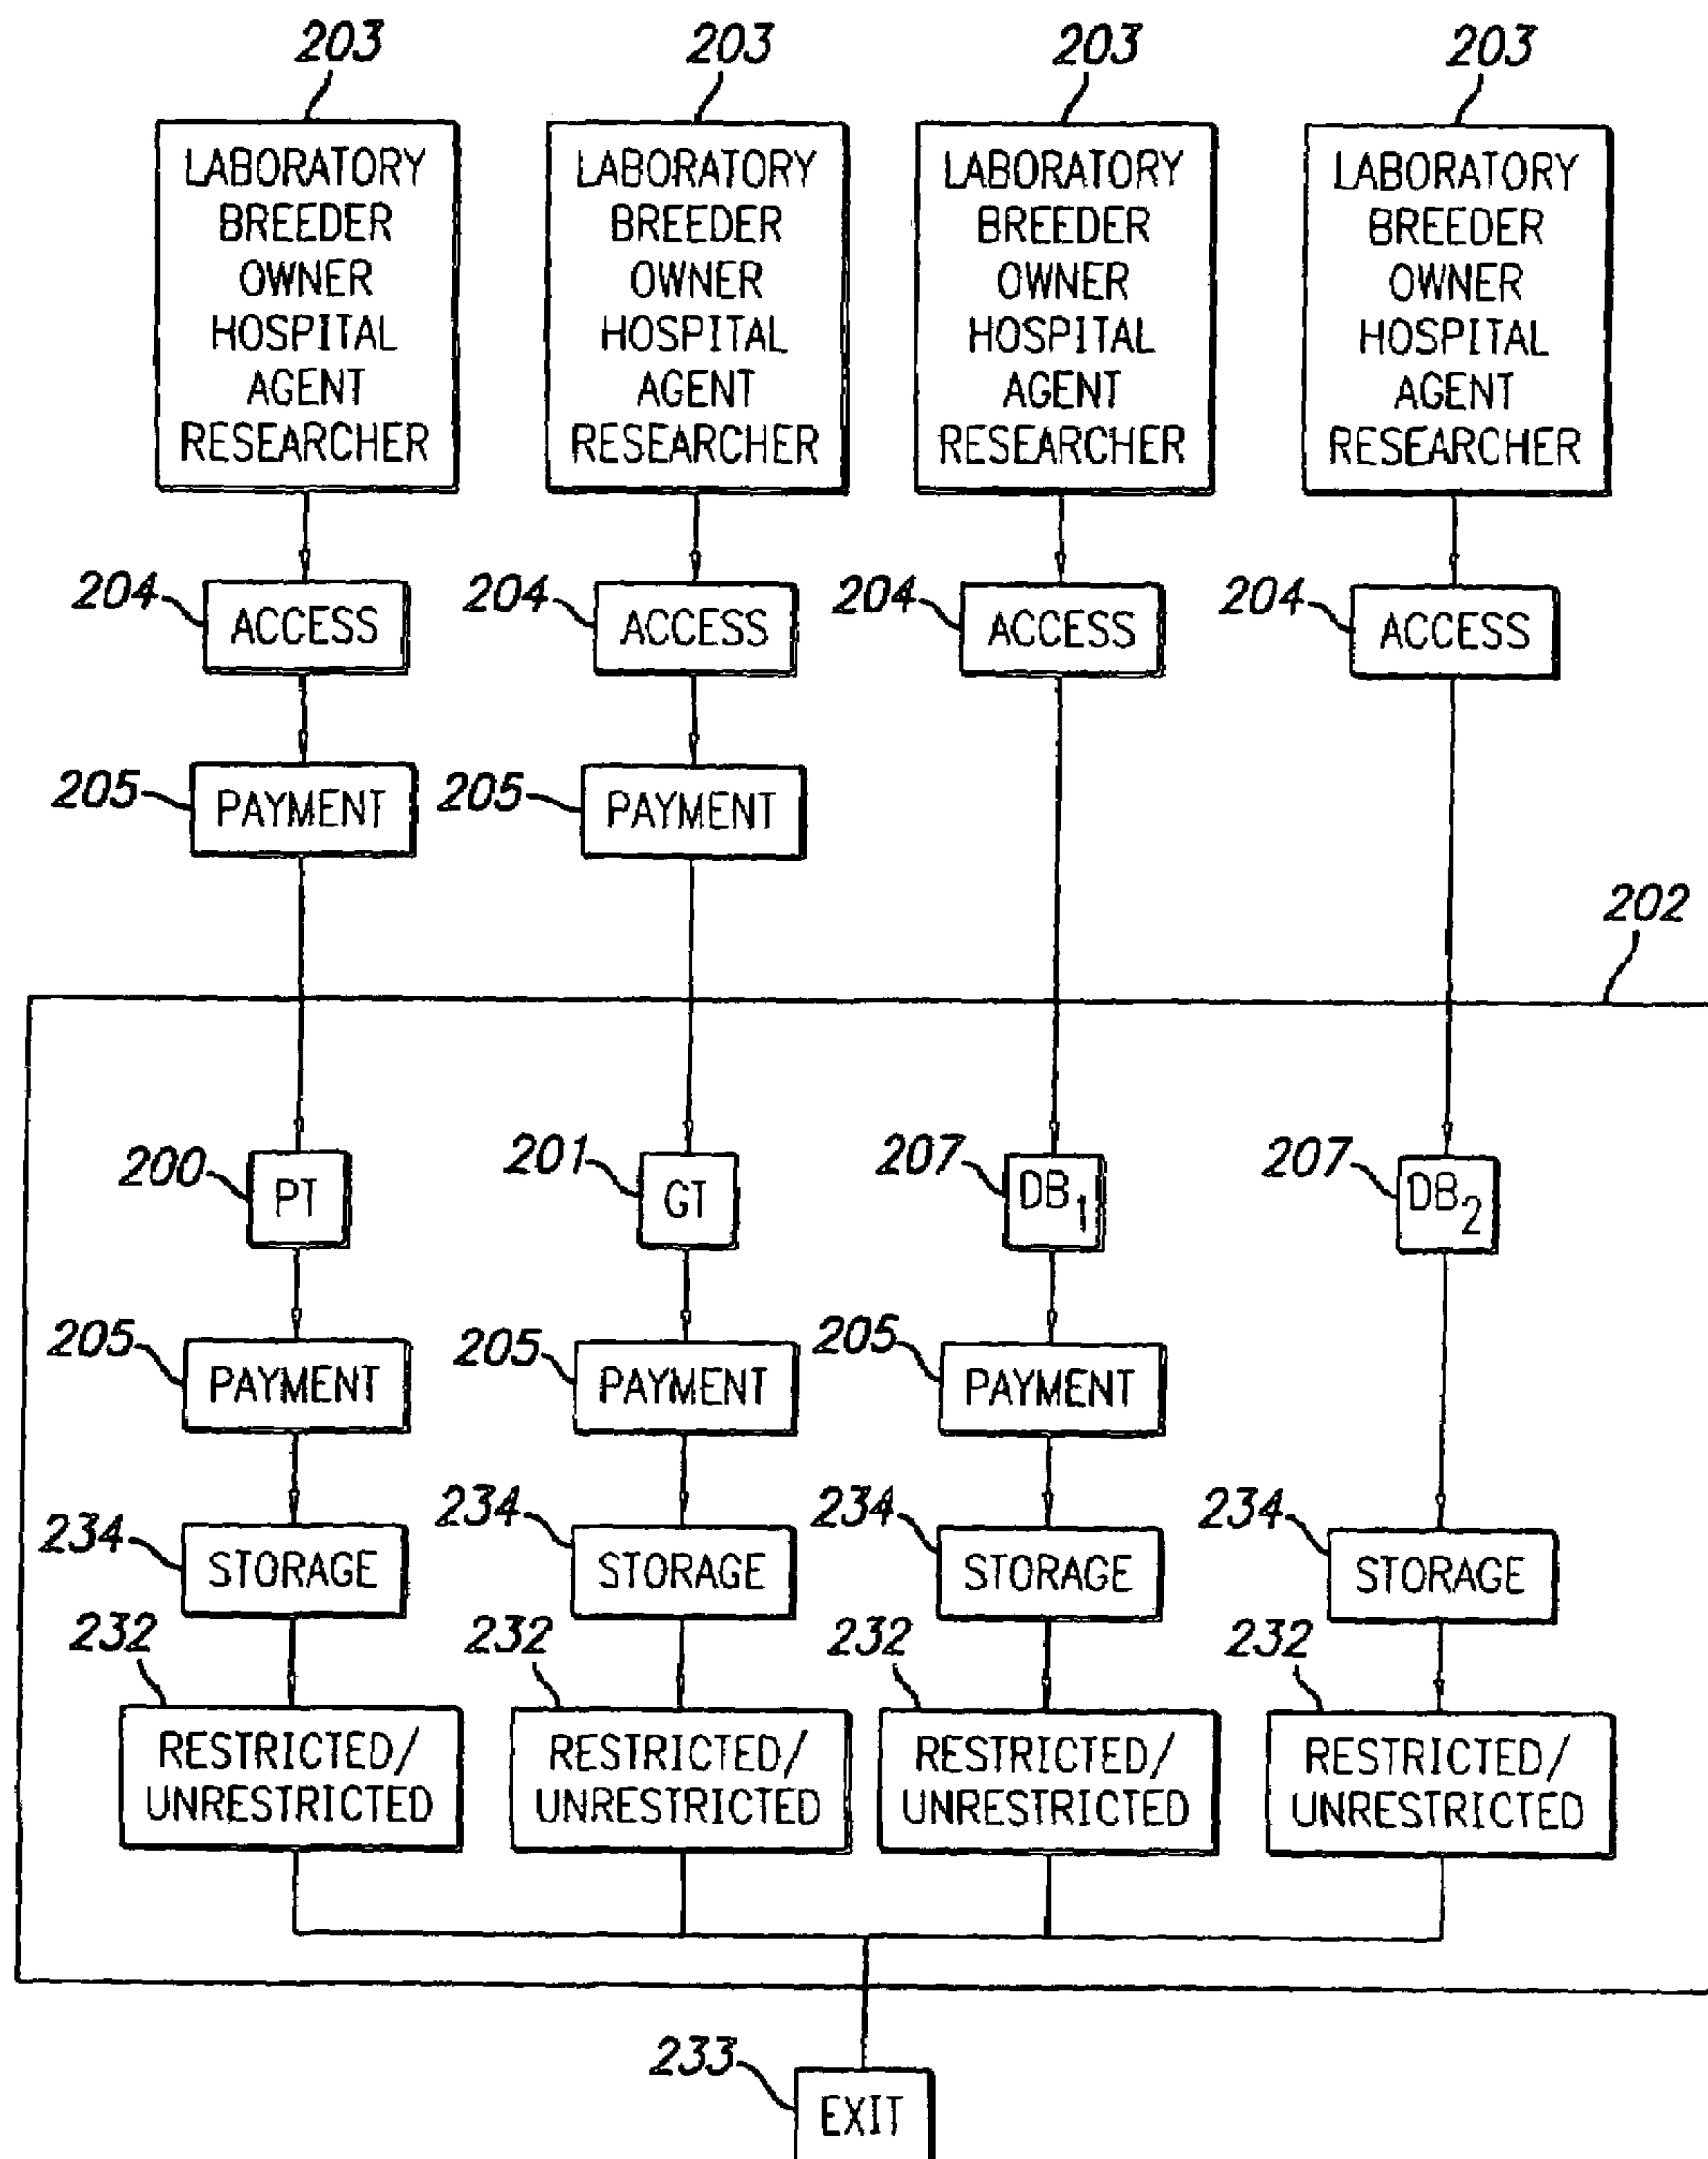 203 203 203 203
LABORATORY LABORATORY LABORATORY LABORATORY
BREEDER BREEDER BREEDER BREEDER
OWNER OWNER OWNER OWNER
HOSPITAL HOSPITAL HOSPITAL HOSPITAL
AGENT AGENT AGENT AGENT
RESEARCHER RESEARCHER RESEARCHER RESEARCHER
204 ACCESS 204 ACCESS 204 ACCESS 204 ACCESS
205 PAYMENT 205 PAYMENT
202
200 PT 201 GT 207 DB1 207 DB2
205 PAYMENT 205 PAYMENT 205 PAYMENT
234 STORAGE 234 STORAGE 234 STORAGE 234 STORAGE
232 232 232 232
RESTRICTED/ RESTRICTED/ RESTRICTED/ RESTRICTED/
UNRESTRICTED UNRESTRICTED UNRESTRICTED UNRESTRICTED
233 EXIT